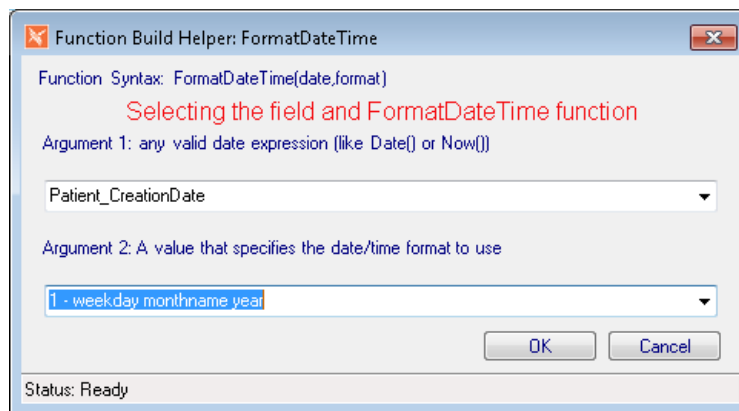 Function Build Helper: FormatDateTime
Function Syntax: FormatDateTime(date,format)
Selecting the field and FormatDateTime function
Argument 1: any valid date expression (like Date() or Now())
Patient_CreationDate
Argument 2: A value that specifies the date/time format to use
1 - weekday monthname year
OK Cancel
Status: Ready